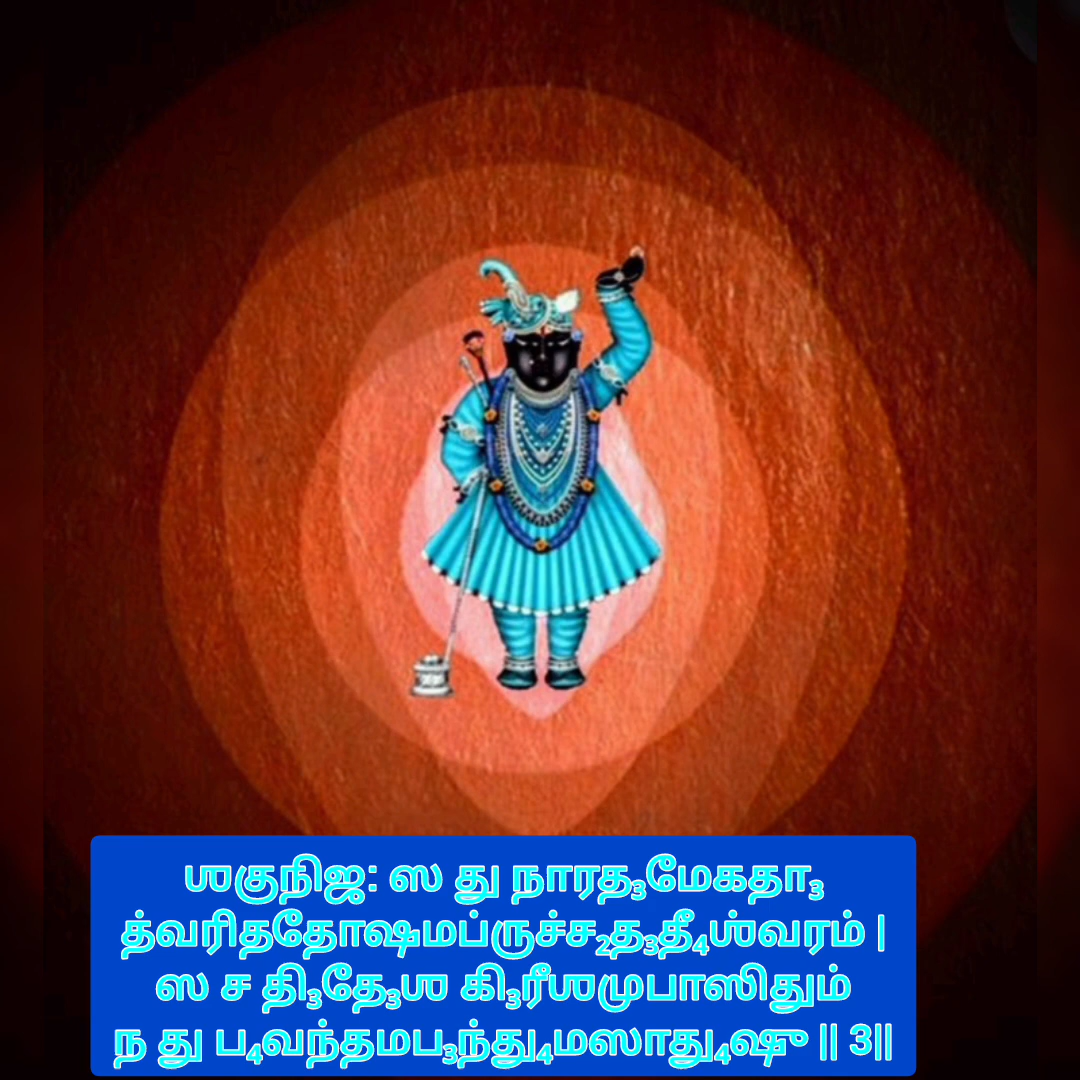 ஶகுநிஜ: ஸ து நாரத₃மேகதா₃
த்வரிததோஷமப்ருச்ச₂த₃தீ₄ஶ்வரம் |
ஸ ச தி₃தே₃ஶ கி₃ரீஶமுபாஸிதும்
ந து ப₄வந்தமப₃ந்து₄மஸாது₄ஷு || 3||